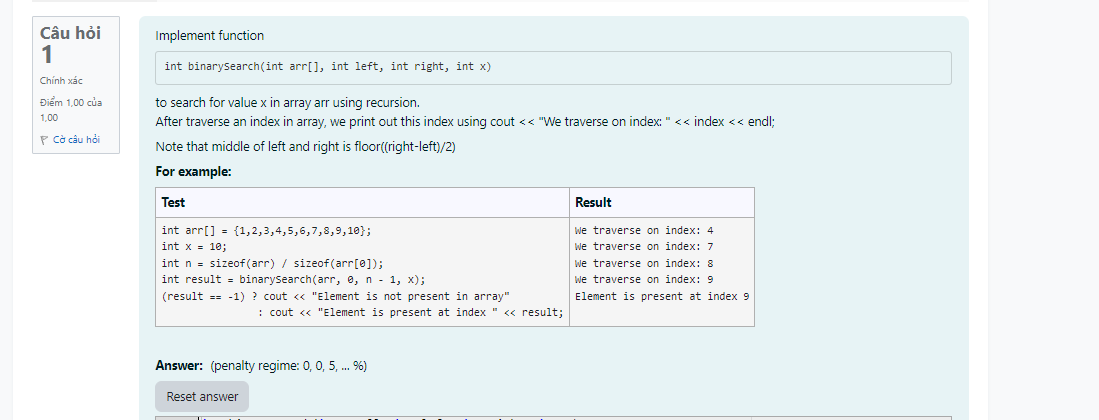 Câu hỏi
1
Chính xác
Điểm 1,00 của
1,00
Cờ câu hỏi
Implement function
int binarySearch(int arr[], int left, int right, int x)
to search for value x in array arr using recursion.
After traverse an index in array, we print out this index using cout << "We traverse on index: " << index << endl;
Note that middle of left and right is floor((right-left)/2)
For example:
Test Result
int arr[] = {1,2,3,4,5,6,7,8,9,10};
int x = 10;
int n = sizeof(arr) / sizeof(arr[0]);
int result = binarySearch(arr, 0, n - 1, x);
(result == -1) ? cout << "Element is not present in array"
: cout << "Element is present at index " << result;
We traverse on index: 4
We traverse on index: 7
We traverse on index: 8
We traverse on index: 9
Element is present at index 9
Answer: (penalty regime: 0, 0, 5, ... %)
Reset answer